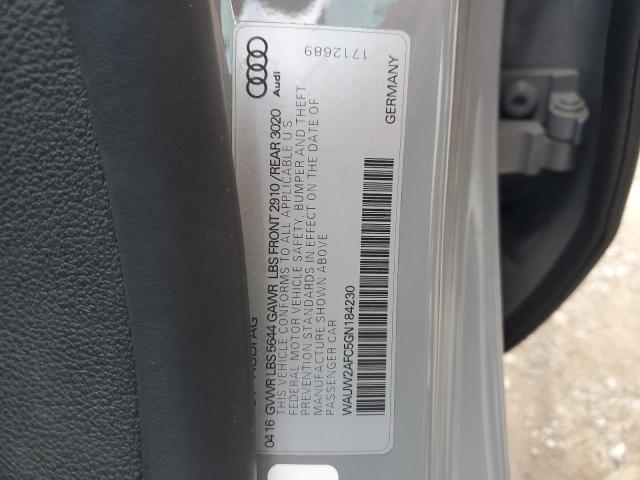 AUDI AG
04 16 GVWR LBS 5644 GAWR LBS FRONT 2910/REAR 3020
THIS VEHICLE CONFORMS TO ALL APPLICABLE U S
FEDERAL MOTOR VEHICLE SAFETY, BUMPER AND THEFT
PREVENTION STANDARDS IN EFFECT ON THE DATE OF
MANUFACTURE SHOWN ABOVE
PASSENGER CAR
WAUW2AFC5GN184230
Audi
GERMANY
1712689